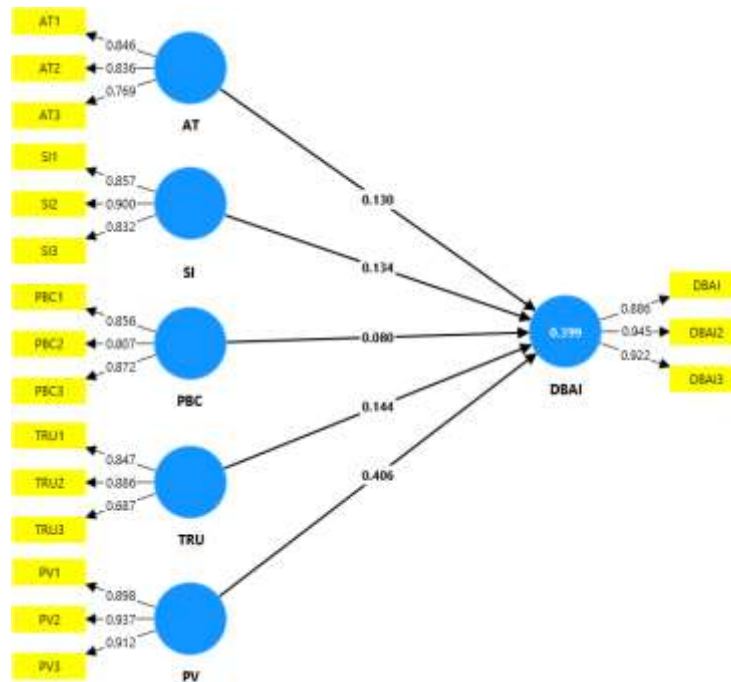 AT1
0.846
AT2
0.836
AT3
0.769
AT
0.130
SI1
0.857
SI2
0.900
SI3
0.832
SI
0.134
PBC1
0.856
PBC2
0.807
PBC3
0.872
PBC
0.080
TRU1
0.847
TRU2
0.886
TRU3
0.687
TRU
0.144
PV1
0.898
PV2
0.937
PV3
0.912
PV
0.406
0.399
DBAI
0.886
DBAI
0.945
DBAI2
0.922
DBAI3